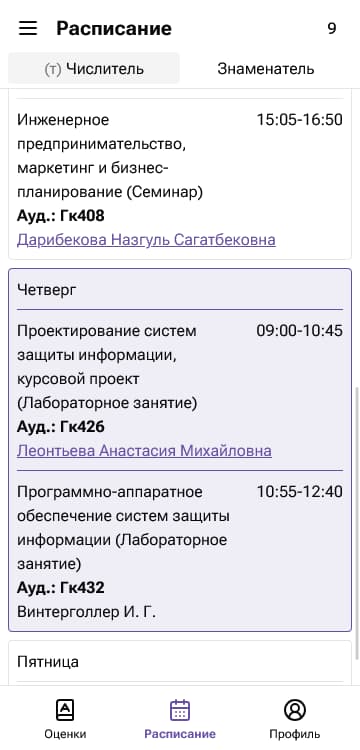 Расписание 9
(т) Числитель Знаменатель
Инженерное 15:05-16:50
предпринимательство,
маркетинг и бизнес-
планирование (Семинар)
Ауд.: Гк408
Дарибекова Назгуль Сагатбековна
Четверг
Проектирование систем 09:00-10:45
защиты информации,
курсовой проект
(Лабораторное занятие)
Ауд.: Гк426
Леонтьева Анастасия Михайловна
Программно-аппаратное 10:55-12:40
обеспечение систем защиты
информации (Лабораторное
занятие)
Ауд.: Гк432
Винтерголлер И. Г.
Пятница
Оценки Расписание Профиль